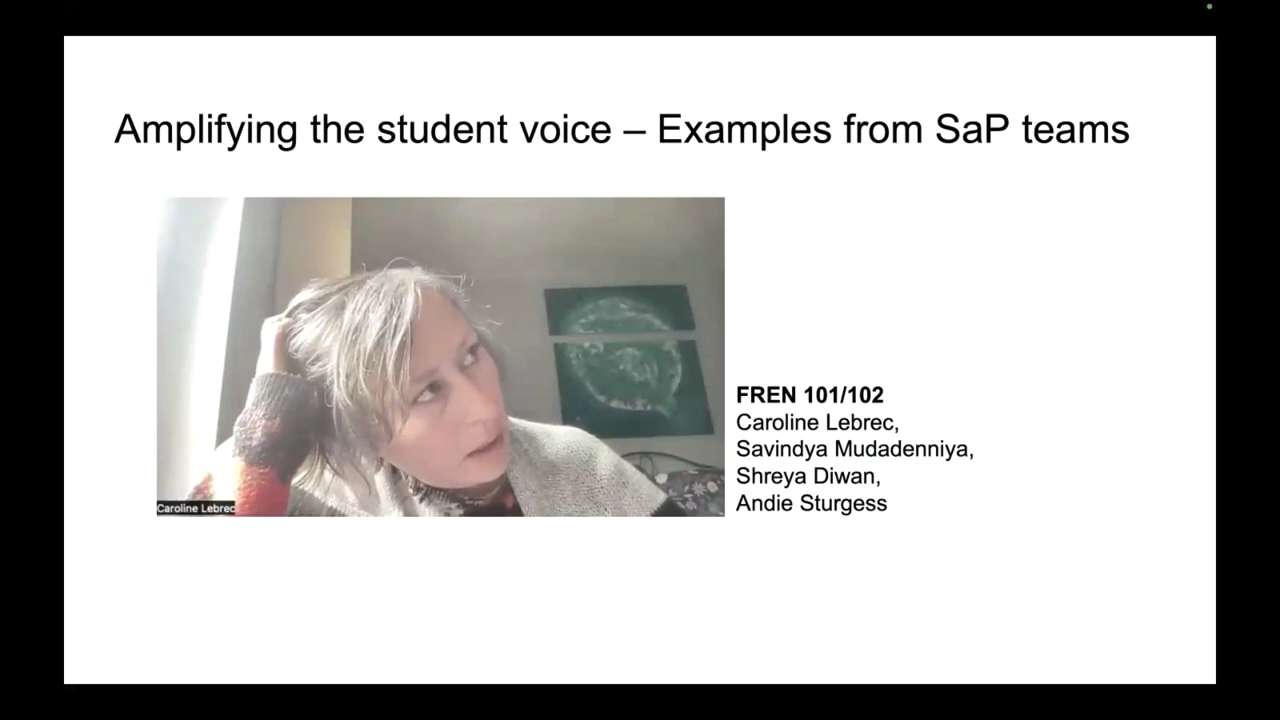 Amplifying the student voice – Examples from SaP teams
FREN 101/102
Caroline Lebrec,
Savindya Mudadenniya,
Shreya Diwan,
Andie Sturgess
Caroline Lebrec